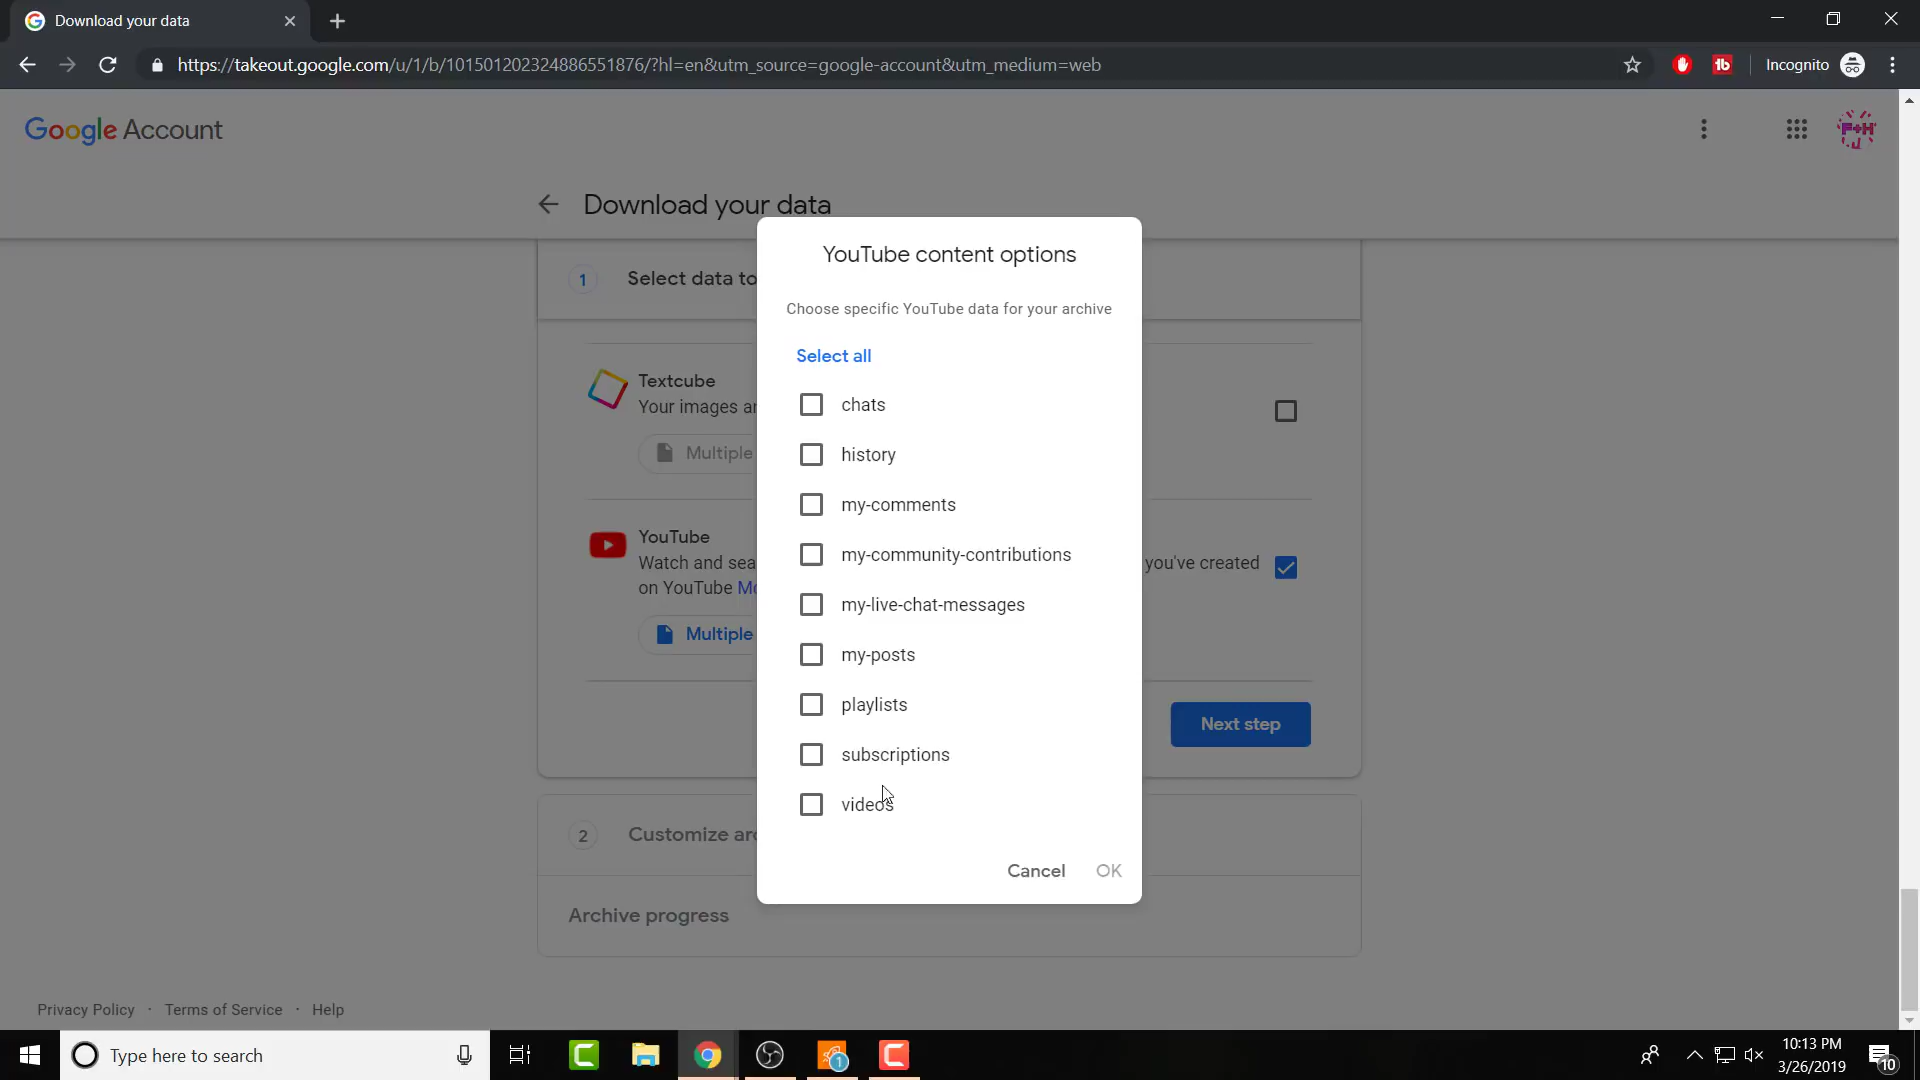 Download your data
https://takeout.google.com/u/1/b/101501202324886551876/?hl=en&utm_source=google-account&utm_medium=web
Incognito
Google Account
F+H
Download your data
1 Select data to
Textcube
Your images a
Multiple
YouTube
Watch and sea
you've created
on YouTube Mo
Multiple
Next step
2 Customize arc
Archive progress
YouTube content options
Choose specific YouTube data for your archive
Select all
chats
history
my-comments
my-community-contributions
my-live-chat-messages
my-posts
playlists
subscriptions
videos
Cancel OK
Privacy Policy · Terms of Service · Help
Type here to search
1
10:13 PM
3/26/2019
10